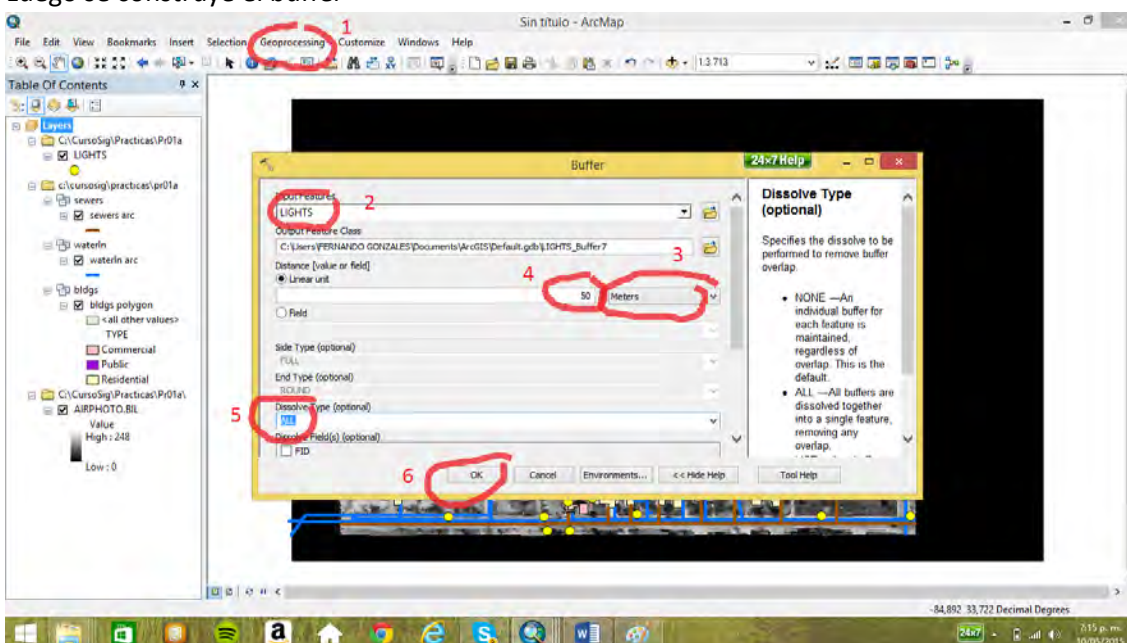 Luego se construye el buffer
Sin título - ArcMap
1
File Edit View Bookmarks Insert Selection Geoprocessing Customize Windows Help
1:3.713
Table Of Contents
Layers
C:\CursoSig\Practicas\Pr01a
LIGHTS
c:\cursosig\practicas\pr01a
sewers
sewers arc
waterln
waterln arc
bldgs
bldgs polygon
<all other values>
TYPE
Commercial
Public
Residential
C:\CursoSig\Practicas\Pr01a\
AIRPHOTO.BIL
Value
High : 248
Low : 0
Buffer
24×7 Help
Input Features
2
LIGHTS
Output Feature Class
C:\Users\FERNANDO GONZALES\Documents\ArcGIS\Default.gdb\LIGHTS_Buffer7
3
Distance [value or field]
4
Linear unit
50 Meters
Field
Side Type (optional)
FULL
End Type (optional)
ROUND
5
Dissolve Type (optional)
ALL
Dissolve Field(s) (optional)
FID
6
OK Cancel Environments... << Hide Help Tool Help
Dissolve Type (optional)
Specifies the dissolve to be performed to remove buffer overlap.
• NONE —An individual buffer for each feature is maintained, regardless of overlap. This is the default.
• ALL —All buffers are dissolved together into a single feature, removing any overlap.
-84,892 33,722 Decimal Degrees
24x7
7:15 p. m.
10/05/2015